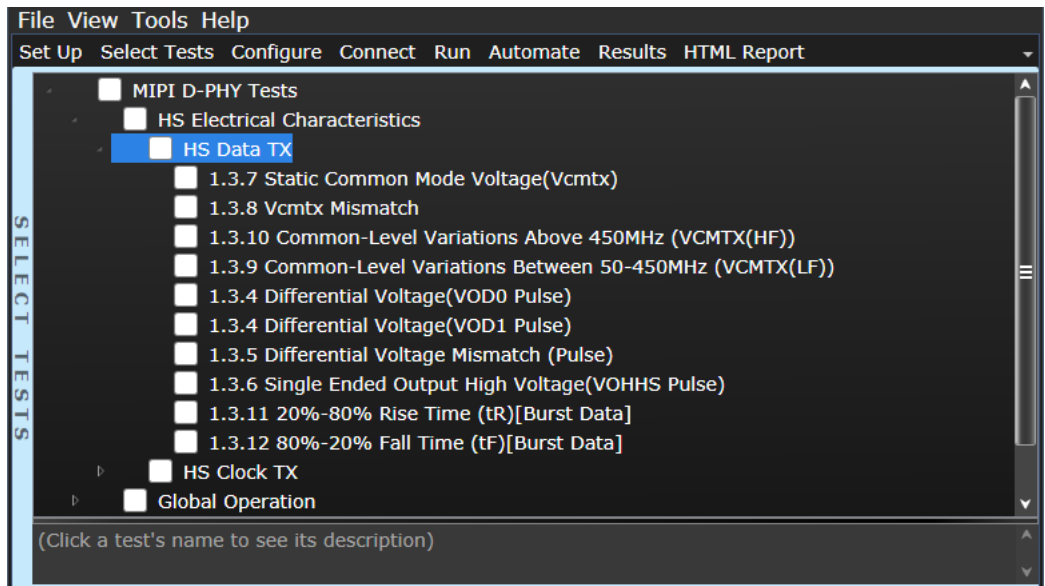 File View Tools Help
Set Up Select Tests Configure Connect Run Automate Results HTML Report
SELECT TESTS
MIPI D-PHY Tests
HS Electrical Characteristics
HS Data TX
1.3.7 Static Common Mode Voltage(Vcmtx)
1.3.8 Vcmtx Mismatch
1.3.10 Common-Level Variations Above 450MHz (VCMTX(HF))
1.3.9 Common-Level Variations Between 50-450MHz (VCMTX(LF))
1.3.4 Differential Voltage(VOD0 Pulse)
1.3.4 Differential Voltage(VOD1 Pulse)
1.3.5 Differential Voltage Mismatch (Pulse)
1.3.6 Single Ended Output High Voltage(VOHHS Pulse)
1.3.11 20%-80% Rise Time (tR)[Burst Data]
1.3.12 80%-20% Fall Time (tF)[Burst Data]
HS Clock TX
Global Operation
(Click a test's name to see its description)